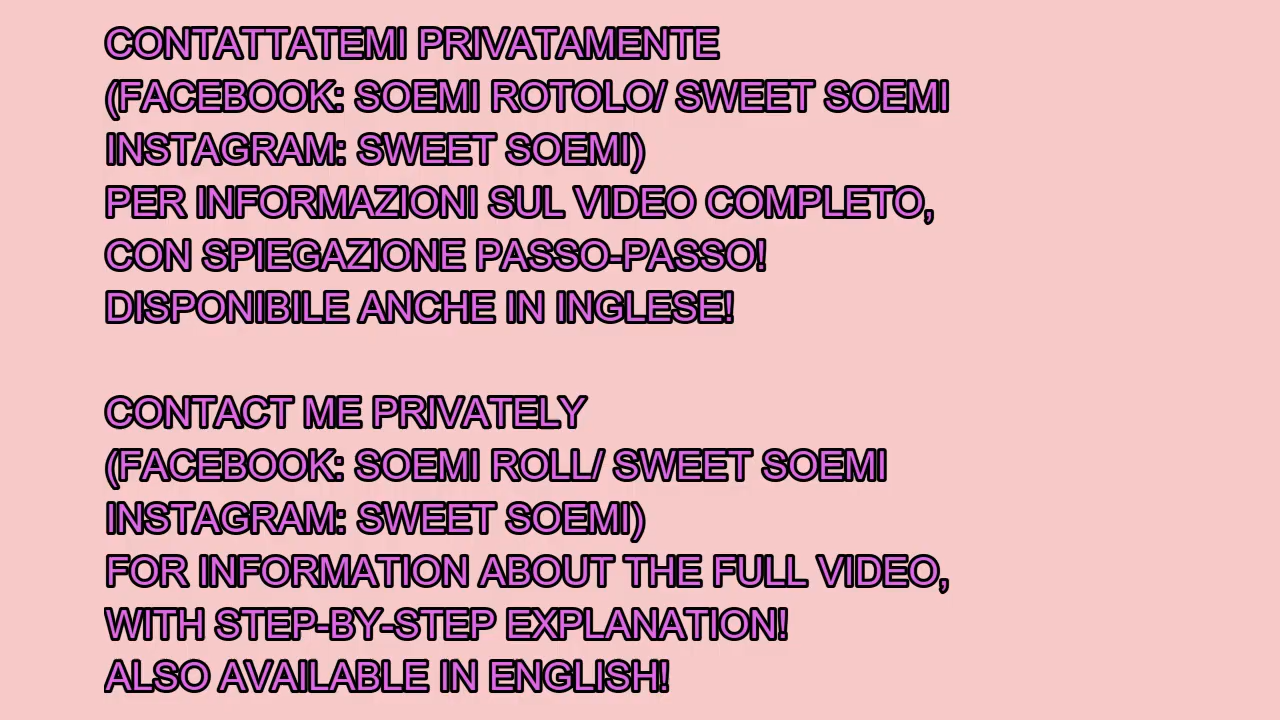 CONTATTATEMI PRIVATAMENTE
(FACEBOOK: SOEMI ROTOLO/ SWEET SOEMI
INSTAGRAM: SWEET SOEMI)
PER INFORMAZIONI SUL VIDEO COMPLETO,
CON SPIEGAZIONE PASSO-PASSO!
DISPONIBILE ANCHE IN INGLESE!
CONTACT ME PRIVATELY
(FACEBOOK: SOEMI ROLL/ SWEET SOEMI
INSTAGRAM: SWEET SOEMI)
FOR INFORMATION ABOUT THE FULL VIDEO,
WITH STEP-BY-STEP EXPLANATION!
ALSO AVAILABLE IN ENGLISH!